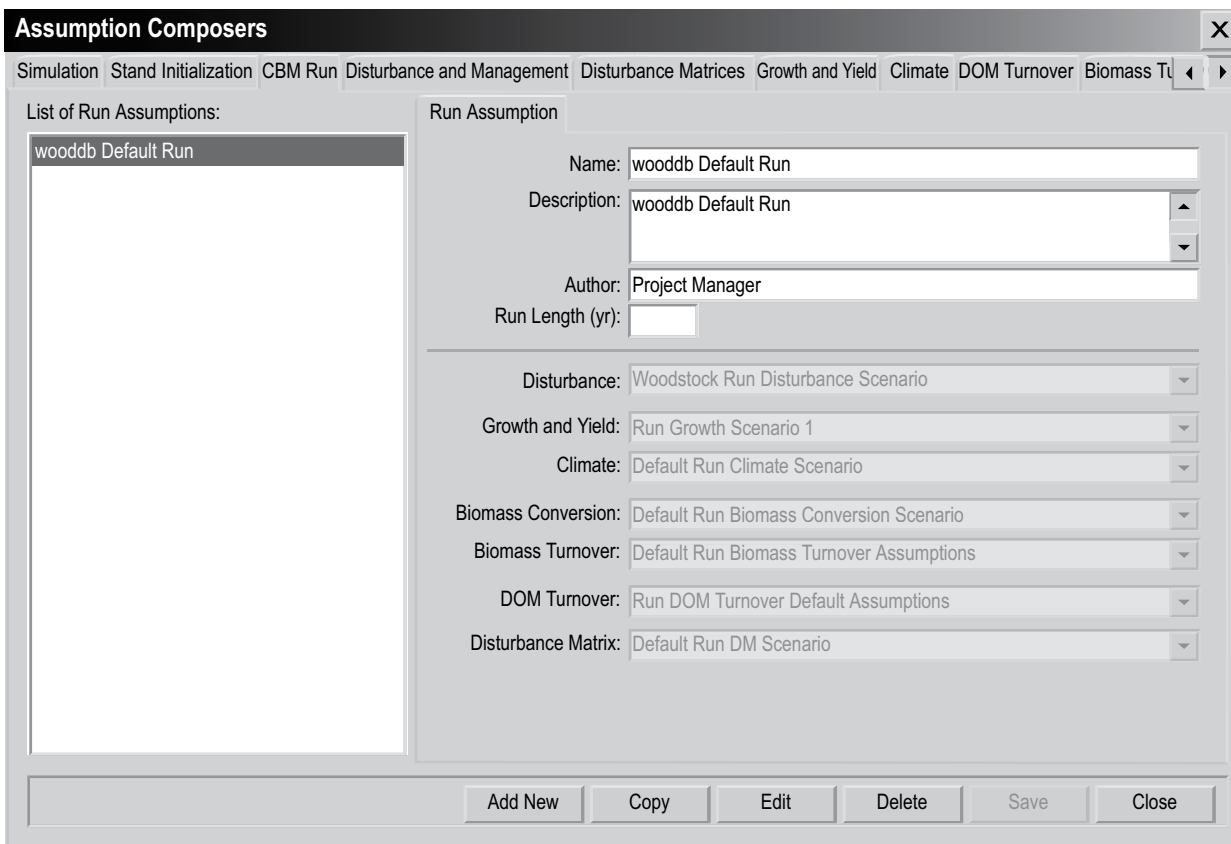 Assumption Composers
Simulation Stand Initialization CBM Run Disturbance and Management Disturbance Matrices Growth and Yield Climate DOM Turnover Biomass
List of Run Assumptions:
wooddb Default Run
Run Assumption
Name: wooddb Default Run
Description: wooddb Default Run
Author: Project Manager
Run Length (yr):
Disturbance: Woodstock Run Disturbance Scenario
Growth and Yield: Run Growth Scenario 1
Climate: Default Run Climate Scenario
Biomass Conversion: Default Run Biomass Conversion Scenario
Biomass Turnover: Default Run Biomass Turnover Assumptions
DOM Turnover: Run DOM Turnover Default Assumptions
Disturbance Matrix: Default Run DM Scenario
Add New Copy Edit Delete Save Close